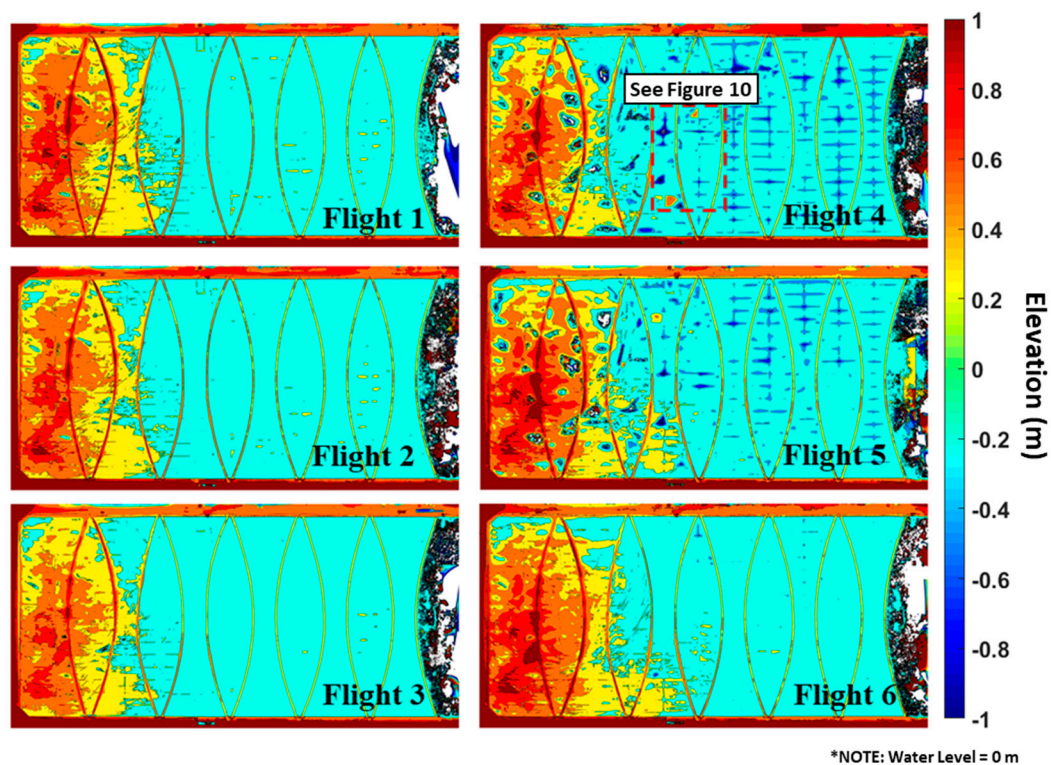 Flight 1
Flight 2
Flight 3
See Figure 10
Flight 4
Flight 5
Flight 6
1
0.8
0.6
0.4
0.2
0
-0.2
-0.4
-0.6
-0.8
-1
Elevation (m)
*NOTE: Water Level = 0 m